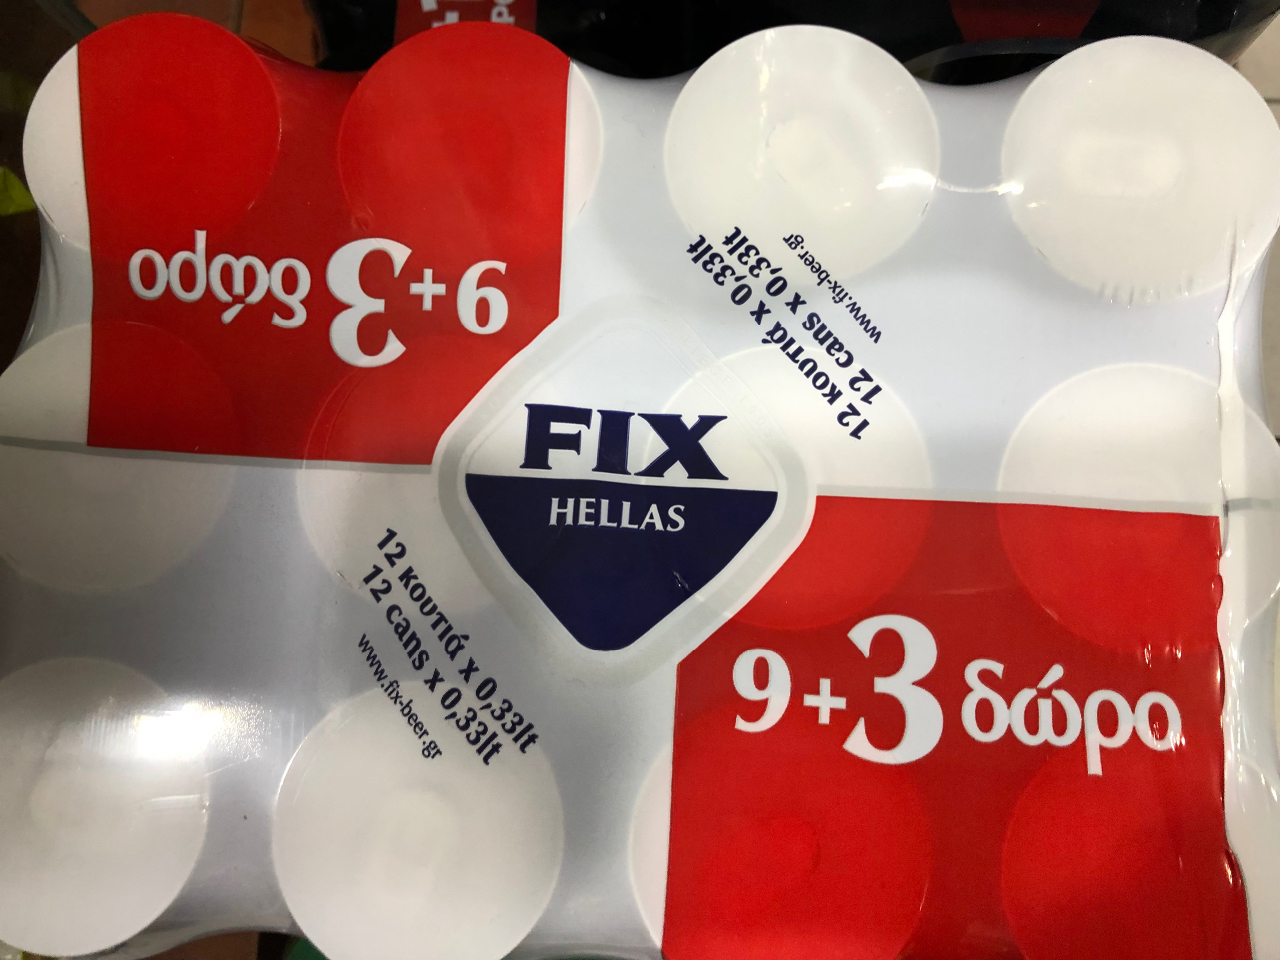 9+3 δώρο
12 κουτιά x 0,33lt
12 cans x 0,33lt
www.fix-beer.gr
FIX
HELLAS
12 κουτιά x 0,33lt
12 cans x 0,33lt
www.fix-beer.gr
9+3 δώρο